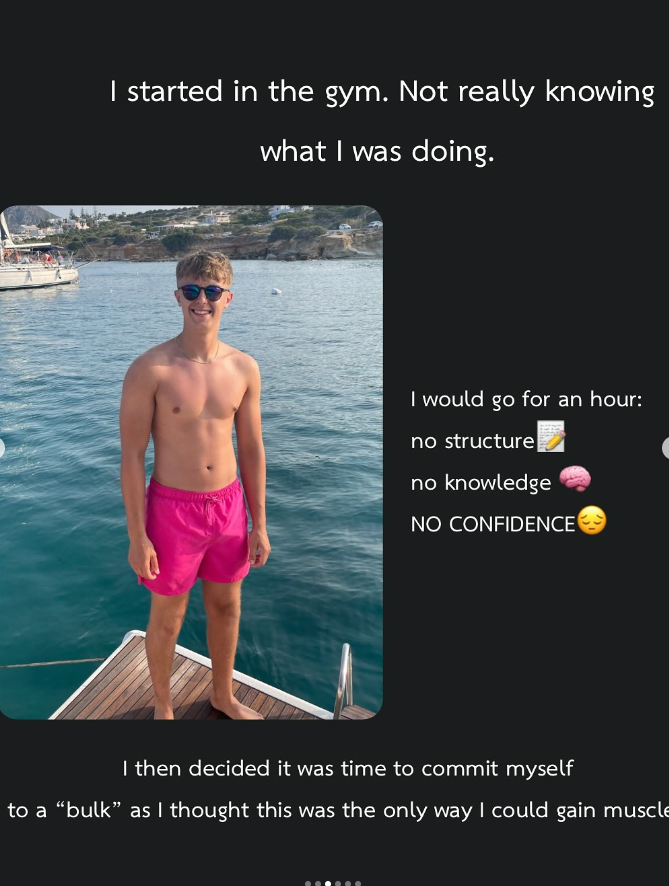 I started in the gym. Not really knowing
what I was doing.
I would go for an hour:
no structure📝
no knowledge 🧠
NO CONFIDENCE😔
I then decided it was time to commit myself
to a “bulk” as I thought this was the only way I could gain muscle